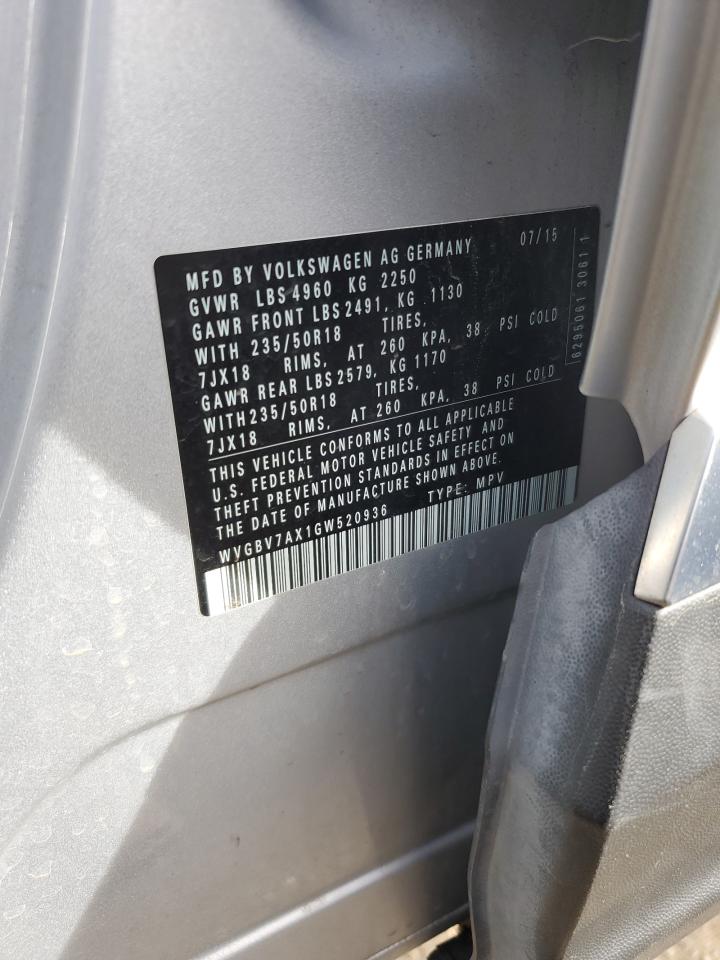 MFD BY VOLKSWAGEN AG GERMANY 07/15
GVWR LBS 4960 KG 2250
GAWR FRONT LBS 2491, KG 1130
WITH 235/50R18 TIRES,
7JX18 RIMS, AT 260 KPA, 38 PSI COLD
GAWR REAR LBS 2579, KG 1170
WITH235/50R18 TIRES,
7JX18 RIMS, AT 260 KPA, 38 PSI COLD
THIS VEHICLE CONFORMS TO ALL APPLICABLE
U.S. FEDERAL MOTOR VEHICLE SAFETY AND
THEFT PREVENTION STANDARDS IN EFFECT ON
THE DATE OF MANUFACTURE SHOWN ABOVE.
WVGBV7AX1GW520936 TYPE: MPV
6295061 3061 1